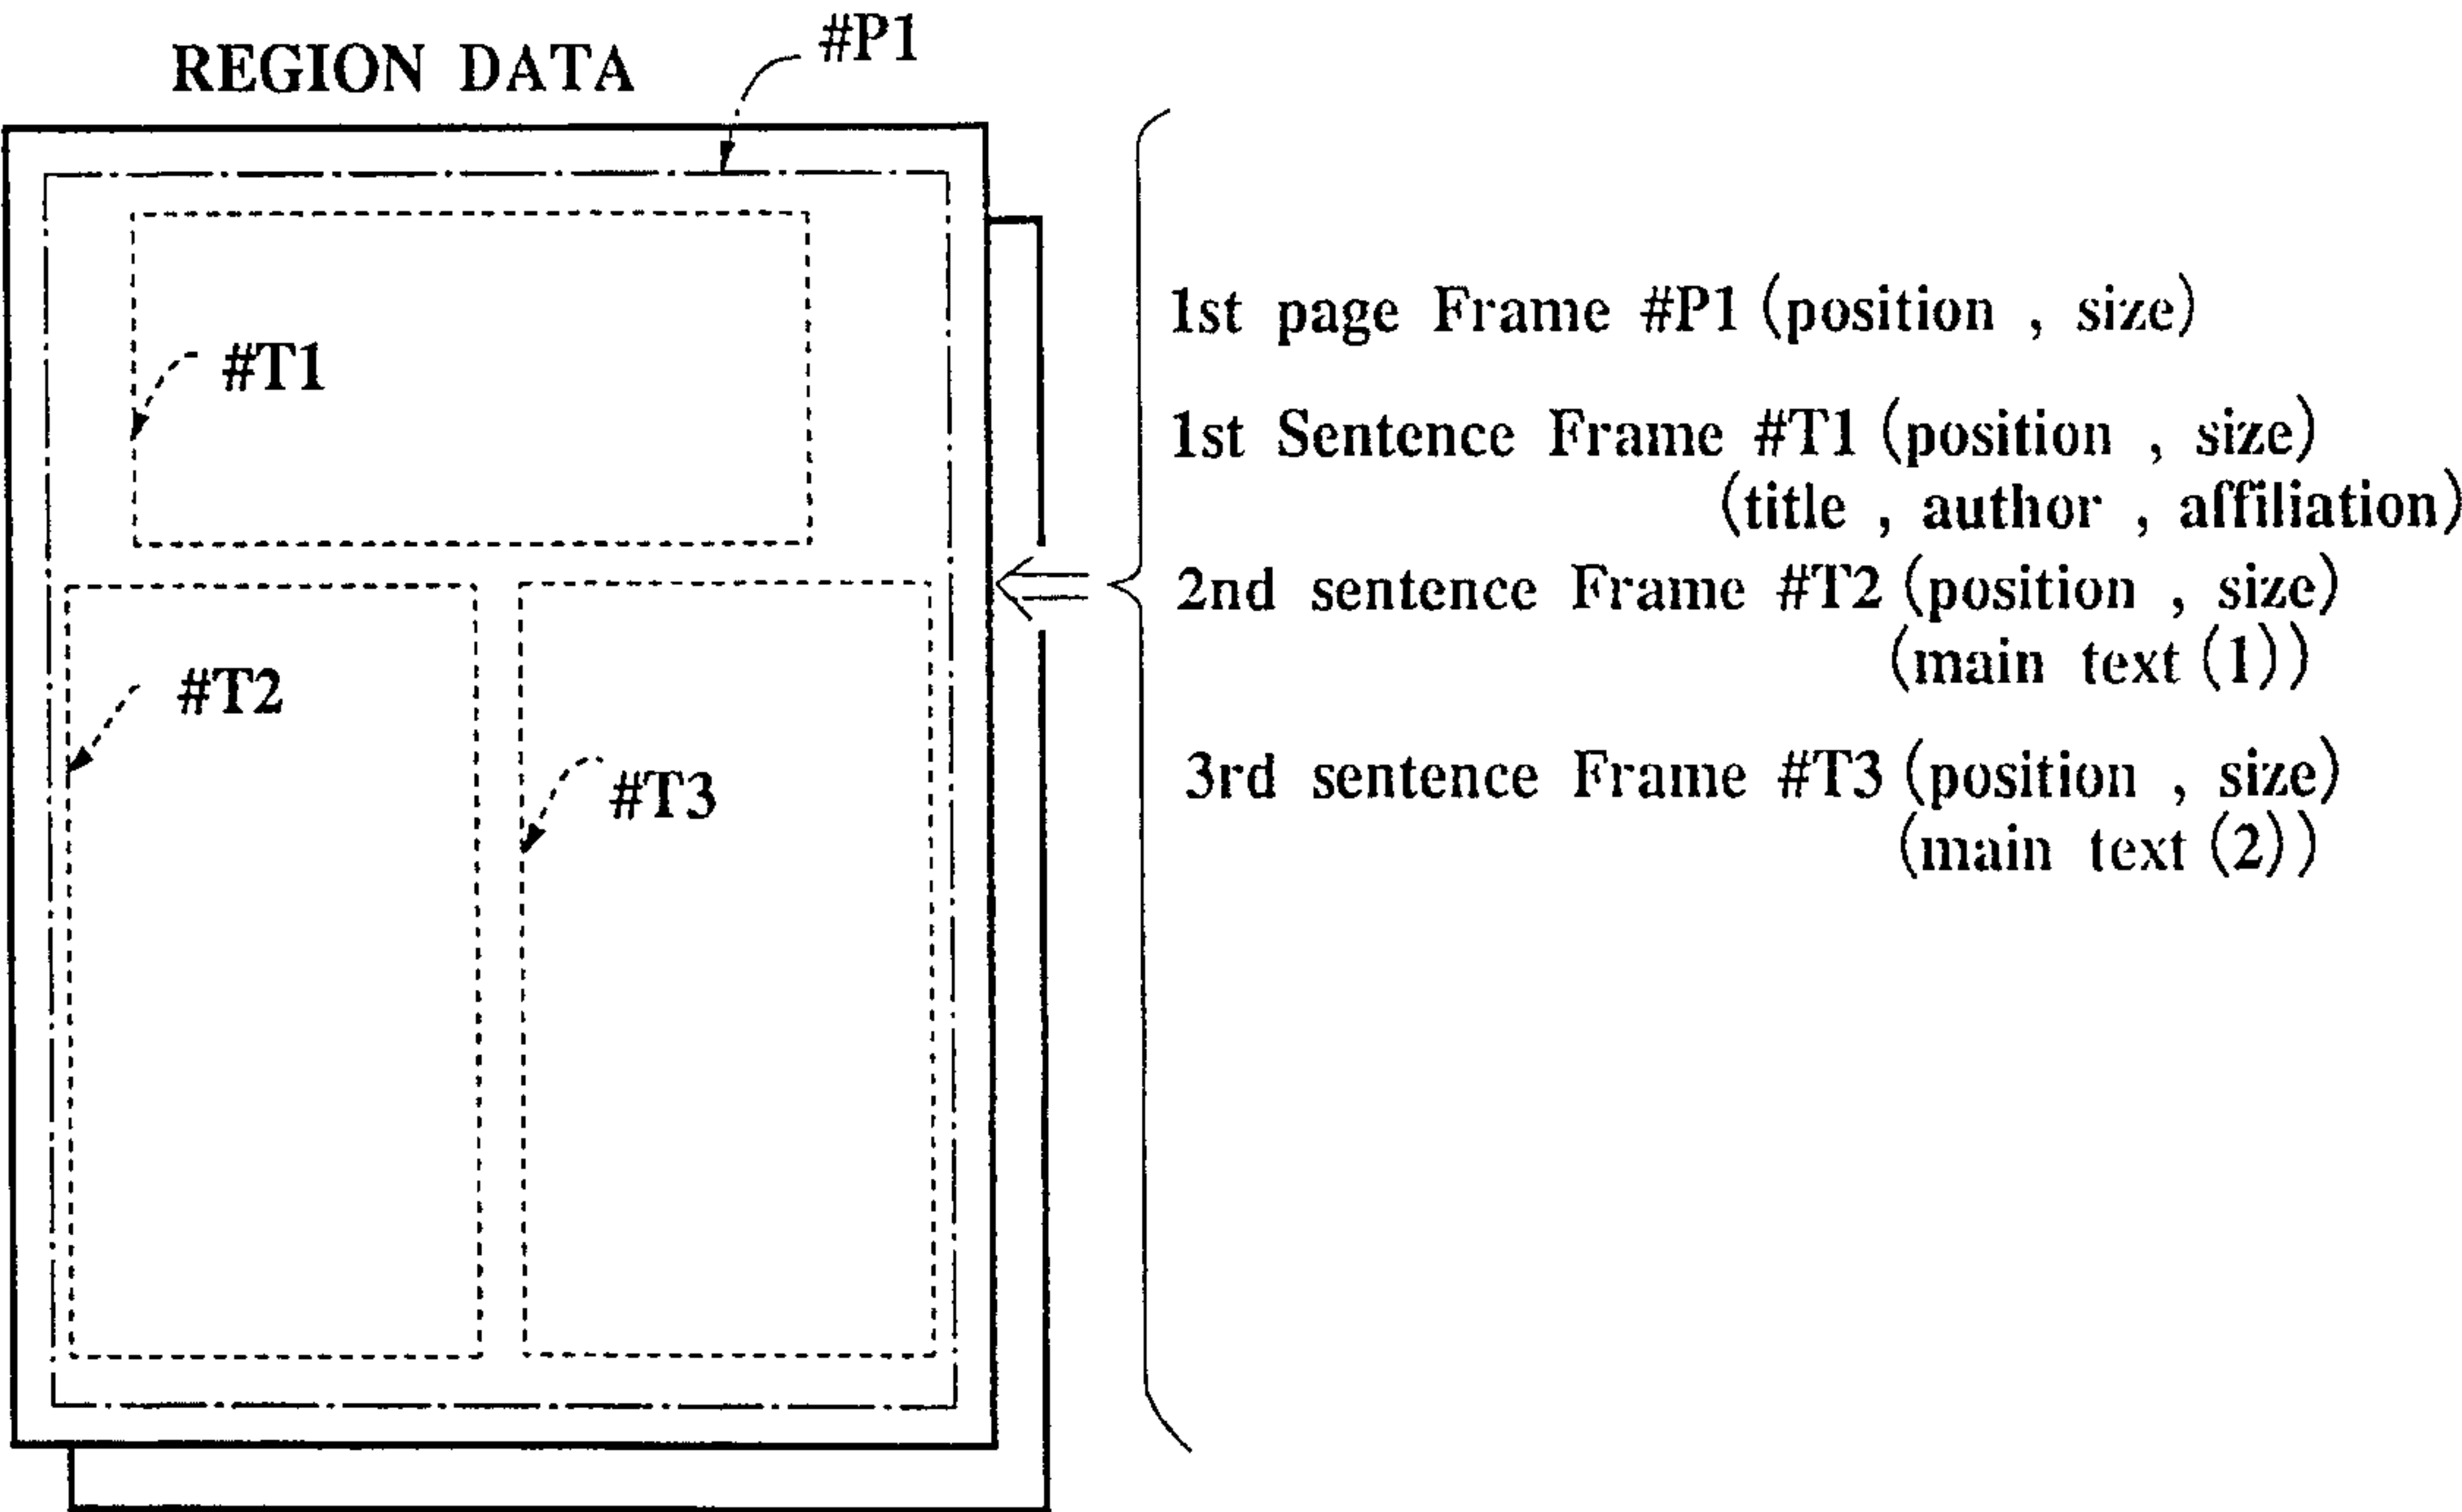 REGION DATA
#P1
#T1
#T2
#T3
1st page Frame #P1 (position , size)
1st Sentence Frame #T1 (position , size)
(title , author , affiliation)
2nd sentence Frame #T2 (position , size)
(main text (1))
3rd sentence Frame #T3 (position , size)
(main text (2))